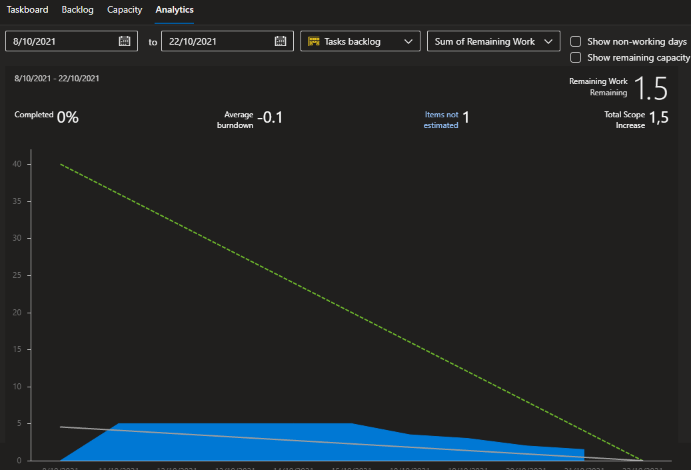 Taskboard Backlog Capacity Analytics
8/10/2021 to 22/10/2021 Tasks backlog Sum of Remaining Work Show non-working days
Show remaining capacity
8/10/2021 - 22/10/2021
Remaining Work
Remaining 1.5
Completed 0%
Average
burndown -0.1
Items not
estimated 1
Total Scope
Increase 1,5
40
35
30
25
20
15
10
5
0